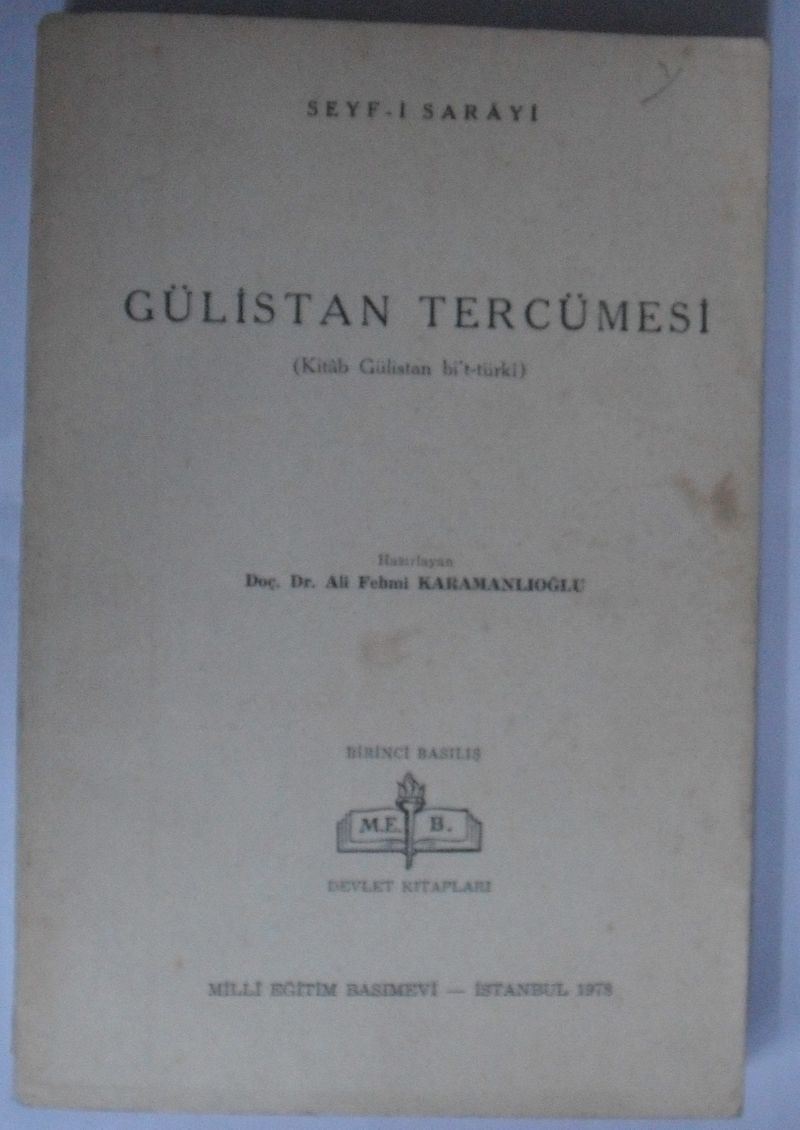 SEYF-İ SARÂYİ
GÜLİSTAN TERCÜMESİ
(Kitâb Gülistan bi't-türkî)
Hazırlayan
Doç. Dr. Ali Fehmi KARAMANLIOĞLU
BİRİNCİ BASILIŞ
M.E. B.
DEVLET KİTAPLARI
MİLLÎ EĞİTİM BASIMEVİ — İSTANBUL 1978